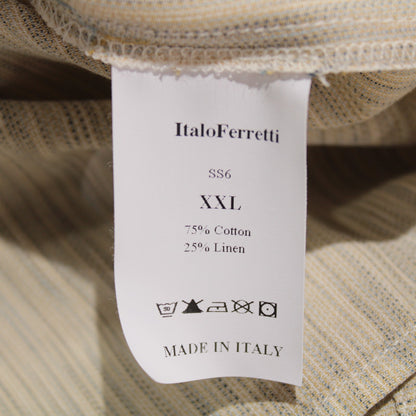 ItaloFerretti
SS6
XXL
75% Cotton
25% Linen
MADE IN ITALY